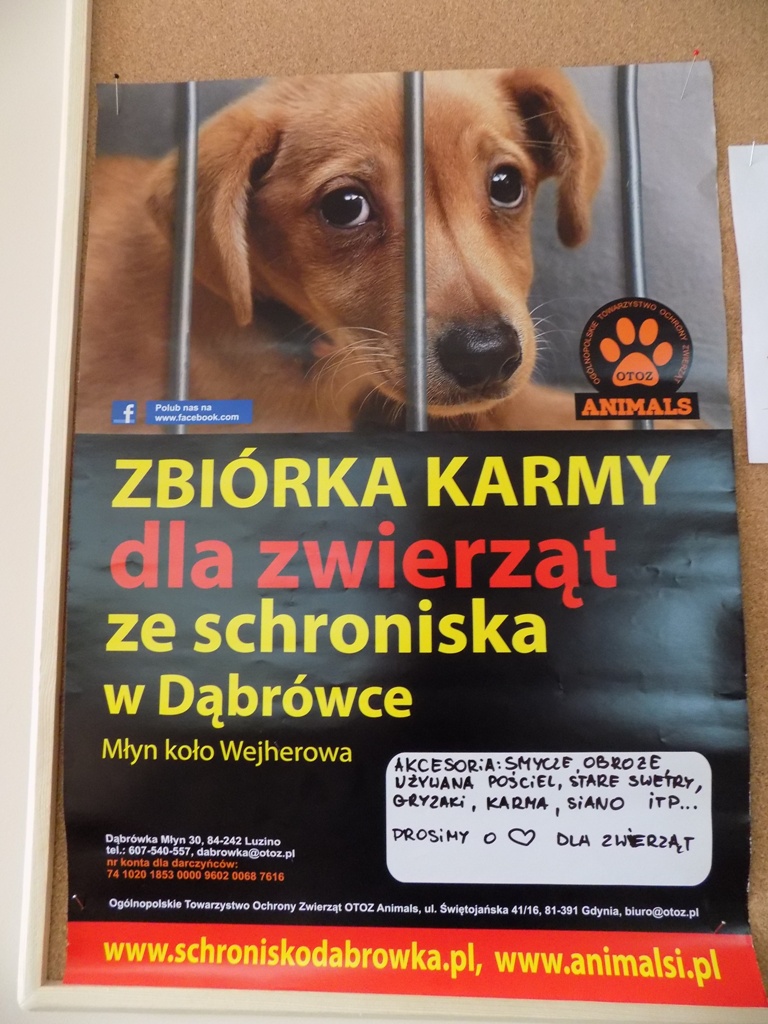 OGÓLNOPOLSKIE TOWARZYSTWO OCHRONY ZWIERZĄT
OTOZ
ANIMALS
f Polub nas na
www.facebook.com
ZBIÓRKA KARMY
dla zwierząt
ze schroniska
w Dąbrówce
Młyn koło Wejherowa
AKCESORIA: SMYCZE, OBROŻE,
UŻYWANA POŚCIEL, STARE SWETRY,
GRYZAKI, KARMA, SIANO ITP...
PROSIMY O ♡ DLA ZWIERZĄT
Dąbrówka Młyn 30, 84-242 Luzino
tel.: 607-540-557, dabrowka@otoz.pl
nr konta dla darczyńców:
74 1020 1853 0000 9602 0068 7616
Ogólnopolskie Towarzystwo Ochrony Zwierząt OTOZ Animals, ul. Świętojańska 41/16, 81-391 Gdynia, biuro@otoz.pl
www.schroniskodabrowka.pl, www.animalsi.pl